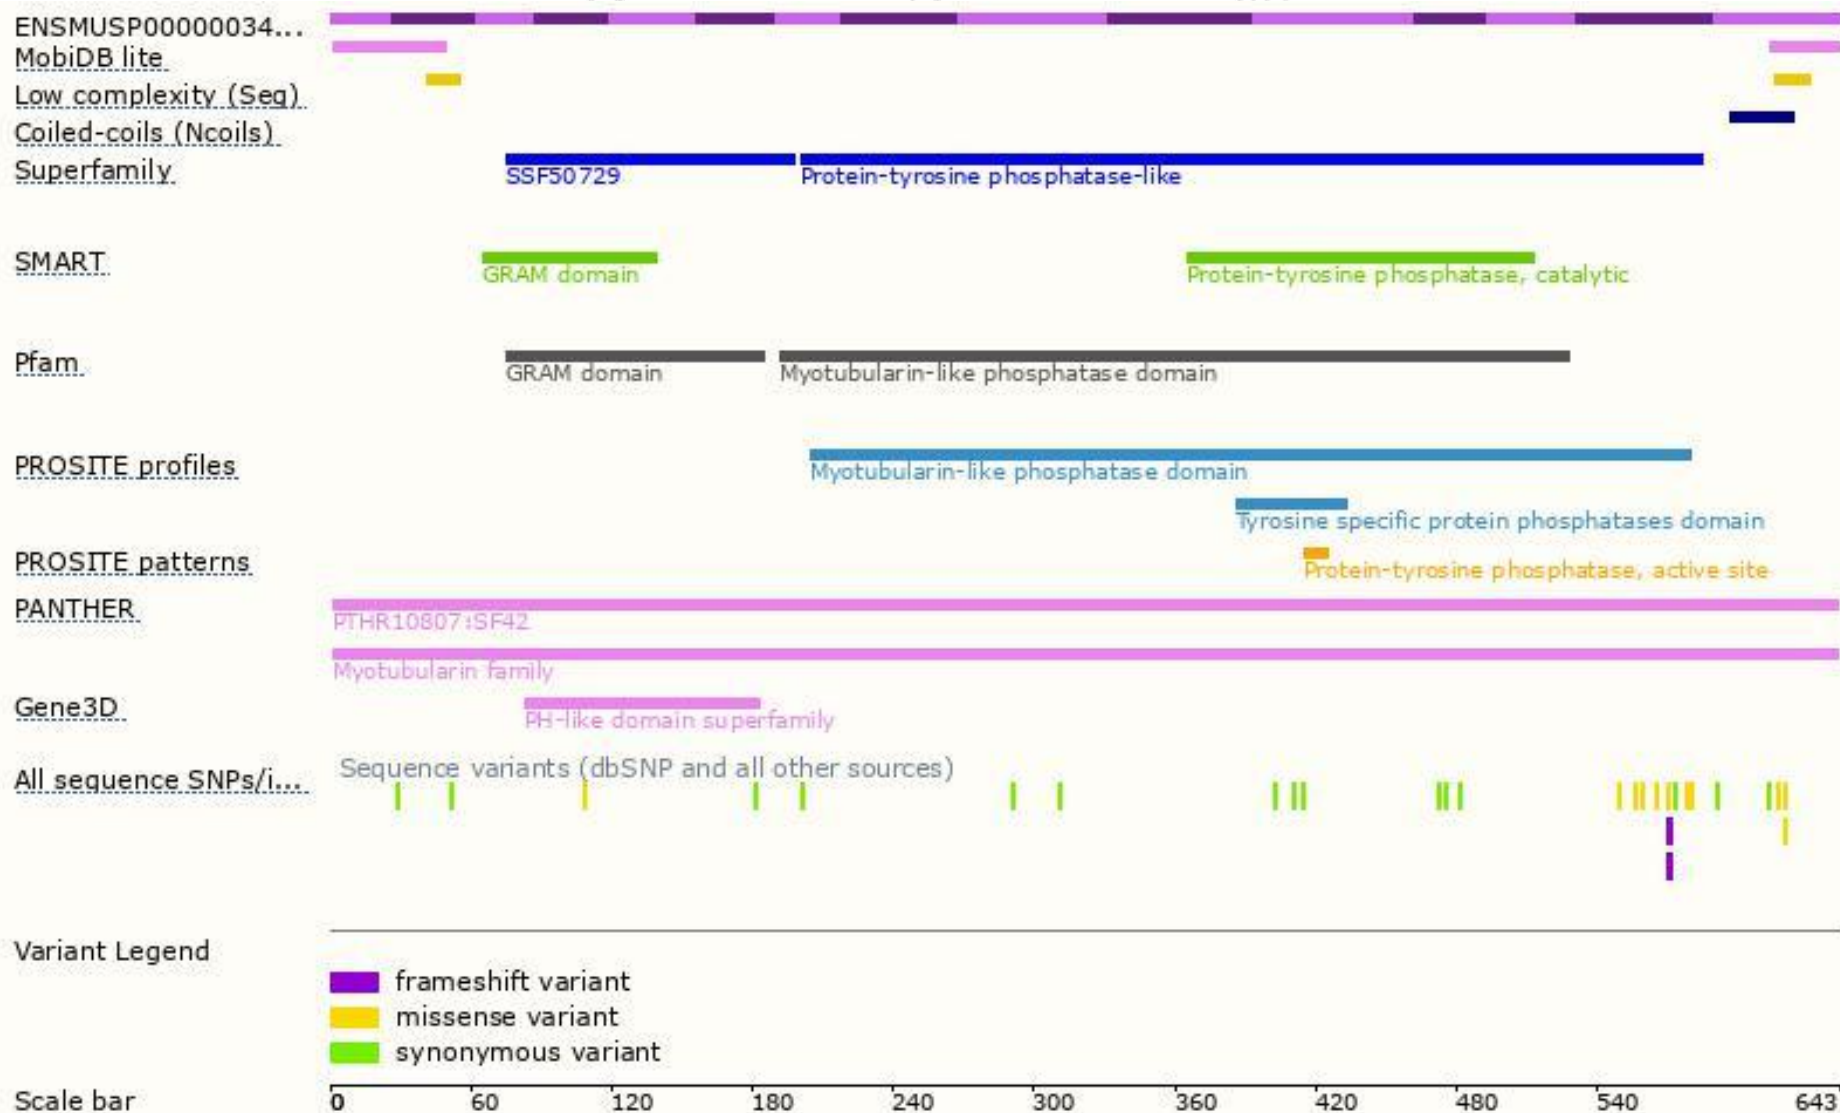 ENSMUSP00000034...
MobiDB lite
Low complexity (Seg)
Coiled-coils (Ncoils)
Superfamily
SSF50729 Protein-tyrosine phosphatase-like
SMART
GRAM domain Protein-tyrosine phosphatase, catalytic
Pfam
GRAM domain Myotubularin-like phosphatase domain
PROSITE profiles
Myotubularin-like phosphatase domain
Tyrosine specific protein phosphatases domain
PROSITE patterns
Protein-tyrosine phosphatase, active site
PANTHER
PTHR10807:SF42
Myotubularin family
Gene3D
PH-like domain superfamily
Sequence variants (dbSNP and all other sources)
All sequence SNPs/i...
Variant Legend
frameshift variant
missense variant
synonymous variant
Scale bar 0 60 120 180 240 300 360 420 480 540 643